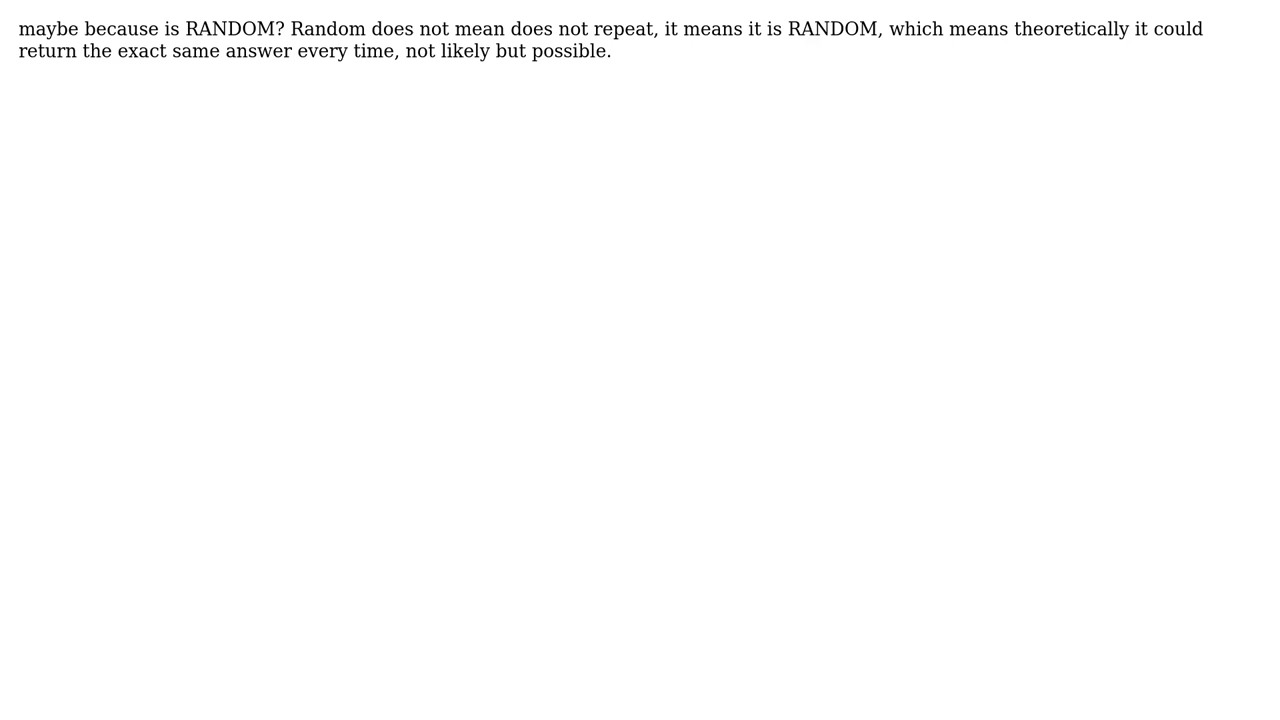 maybe because is RANDOM? Random does not mean does not repeat, it means it is RANDOM, which means theoretically it could
return the exact same answer every time, not likely but possible.